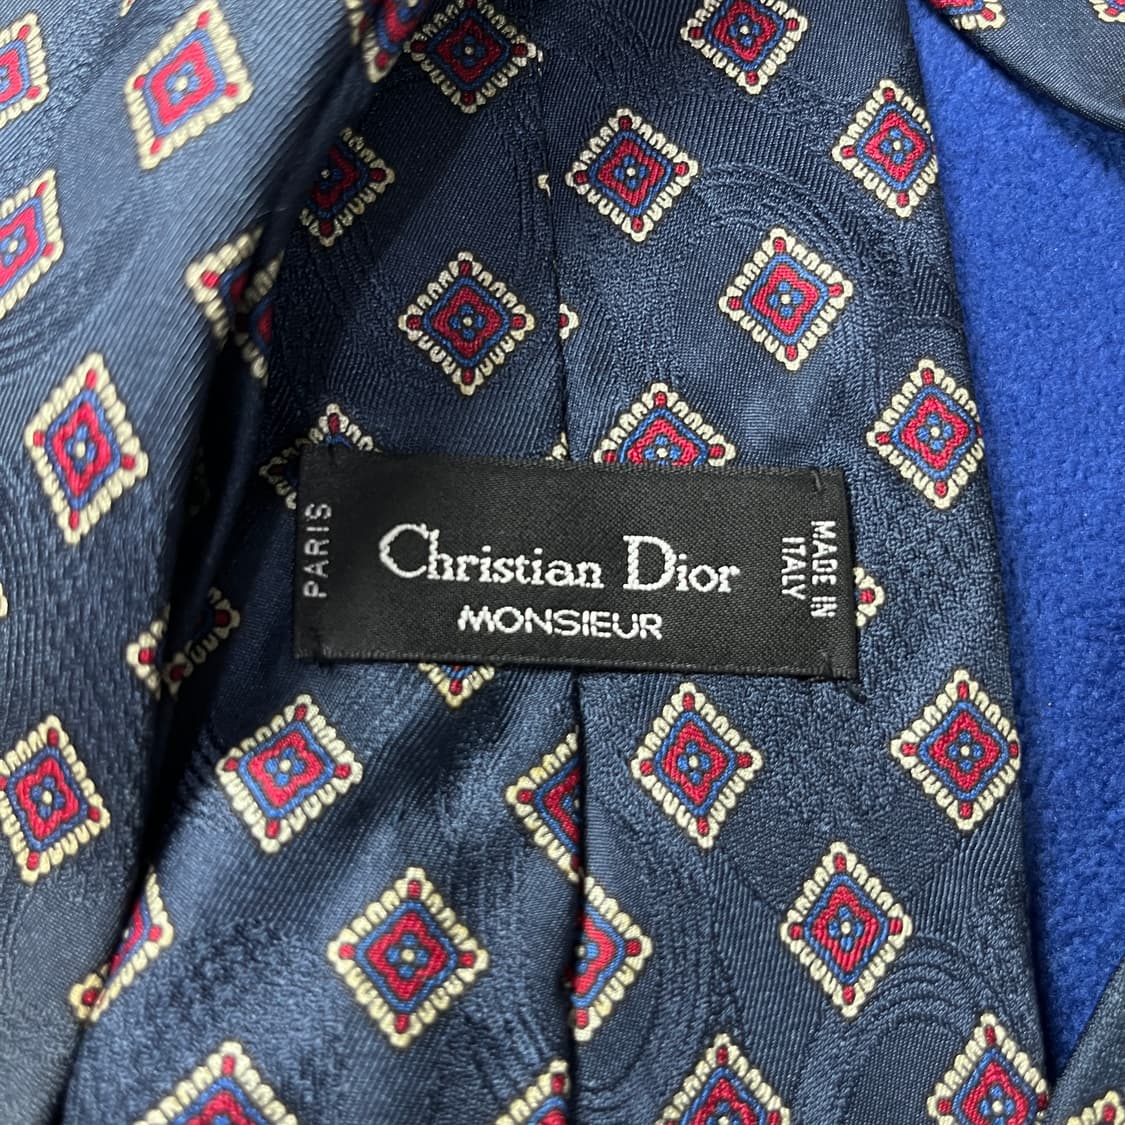 PARIS
Christian Dior
MONSIEUR
MADE IN
ITALY